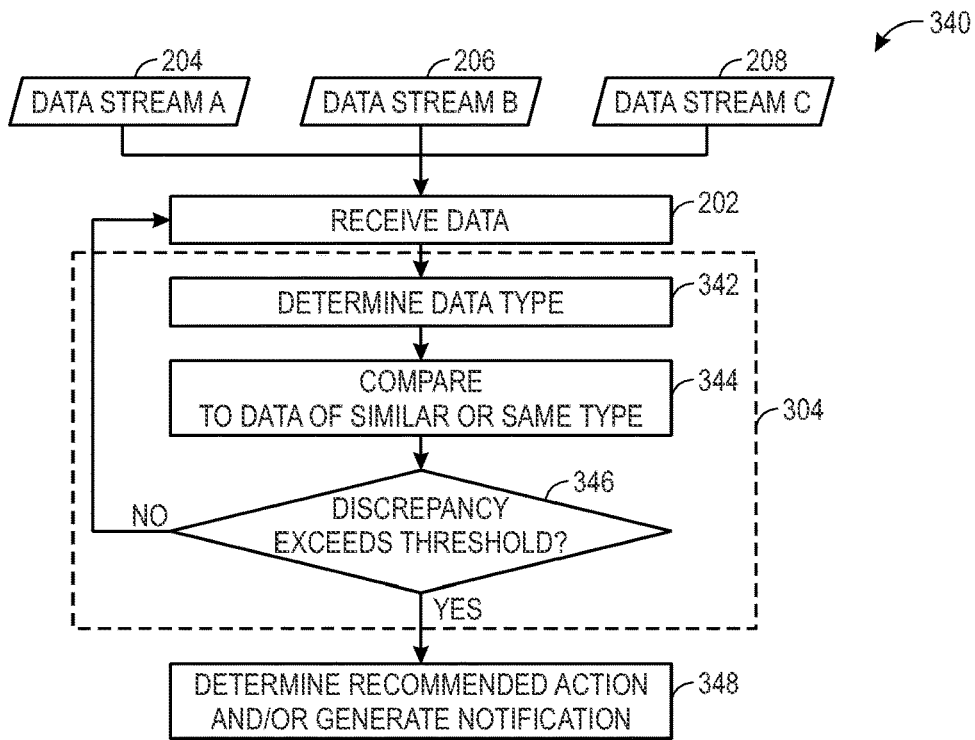 340
204
206
208
DATA STREAM A
DATA STREAM B
DATA STREAM C
RECEIVE DATA
202
DETERMINE DATA TYPE
342
COMPARE
TO DATA OF SIMILAR OR SAME TYPE
344
304
346
DISCREPANCY
EXCEEDS THRESHOLD?
NO
YES
DETERMINE RECOMMENDED ACTION
AND/OR GENERATE NOTIFICATION
348